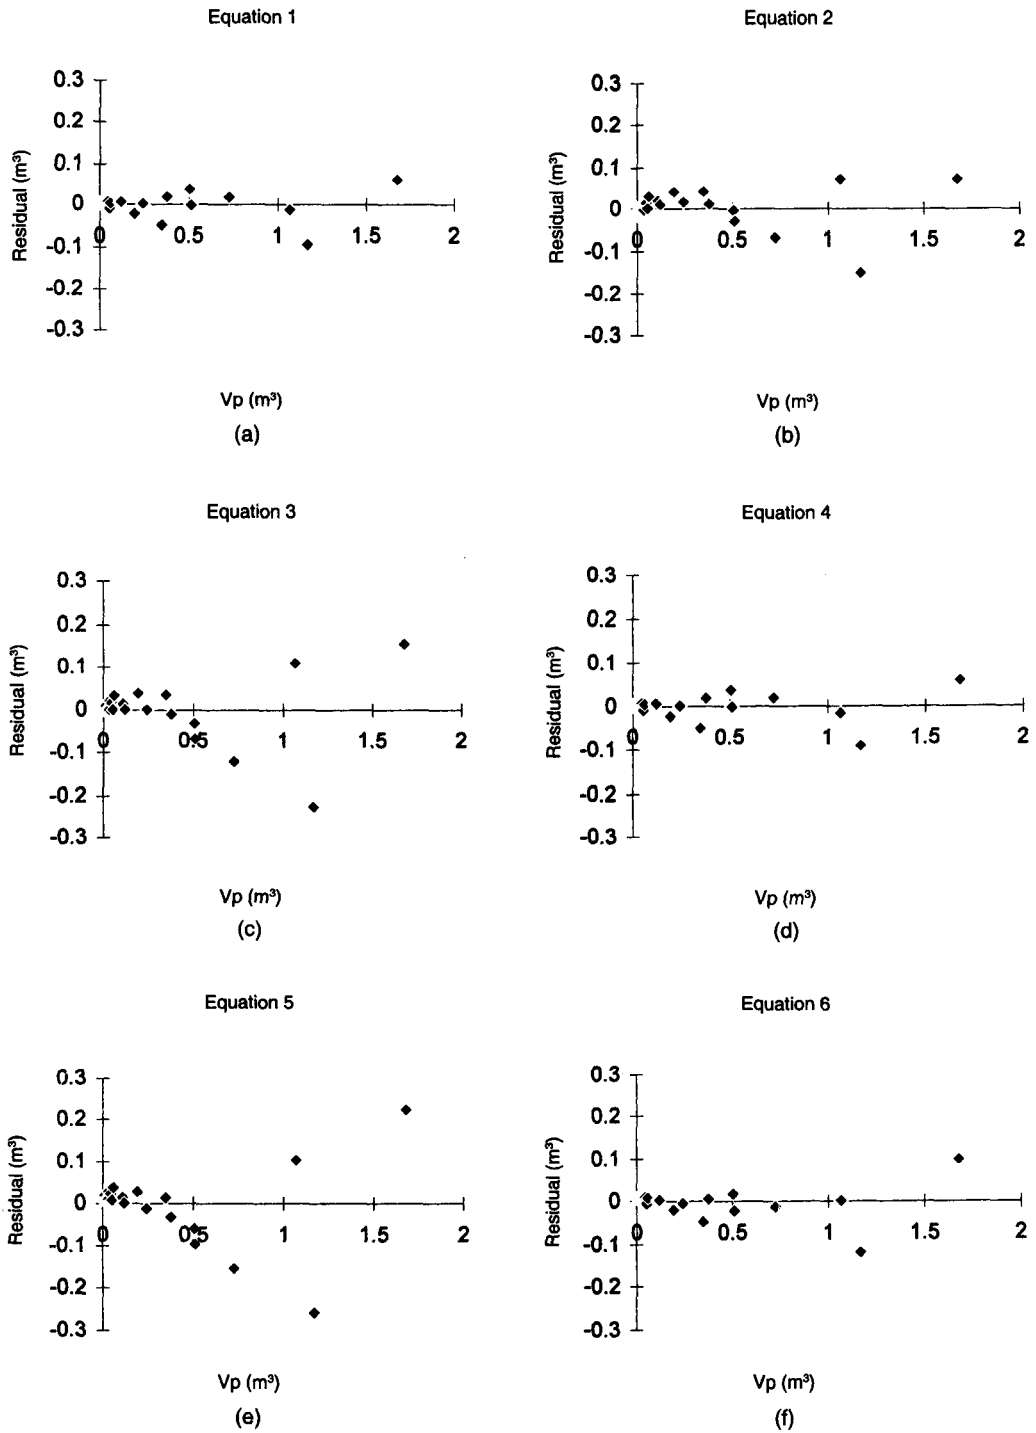 Equation 1
0.3
0.2
0.1
0
-0.1
-0.2
-0.3
0 0.5 1 1.5 2
Residual (m³)
Vp (m³)
(a)
Equation 2
0.3
0.2
0.1
0
-0.1
-0.2
-0.3
0 0.5 1 1.5 2
Residual (m³)
Vp (m³)
(b)
Equation 3
0.3
0.2
0.1
0
-0.1
-0.2
-0.3
0 0.5 1 1.5 2
Residual (m³)
Vp (m³)
(c)
Equation 4
0.3
0.2
0.1
0
-0.1
-0.2
-0.3
0 0.5 1 1.5 2
Residual (m³)
Vp (m³)
(d)
Equation 5
0.3
0.2
0.1
0
-0.1
-0.2
-0.3
0 0.5 1 1.5 2
Residual (m³)
Vp (m³)
(e)
Equation 6
0.3
0.2
0.1
0
-0.1
-0.2
-0.3
0 0.5 1 1.5 2
Residual (m³)
Vp (m³)
(f)